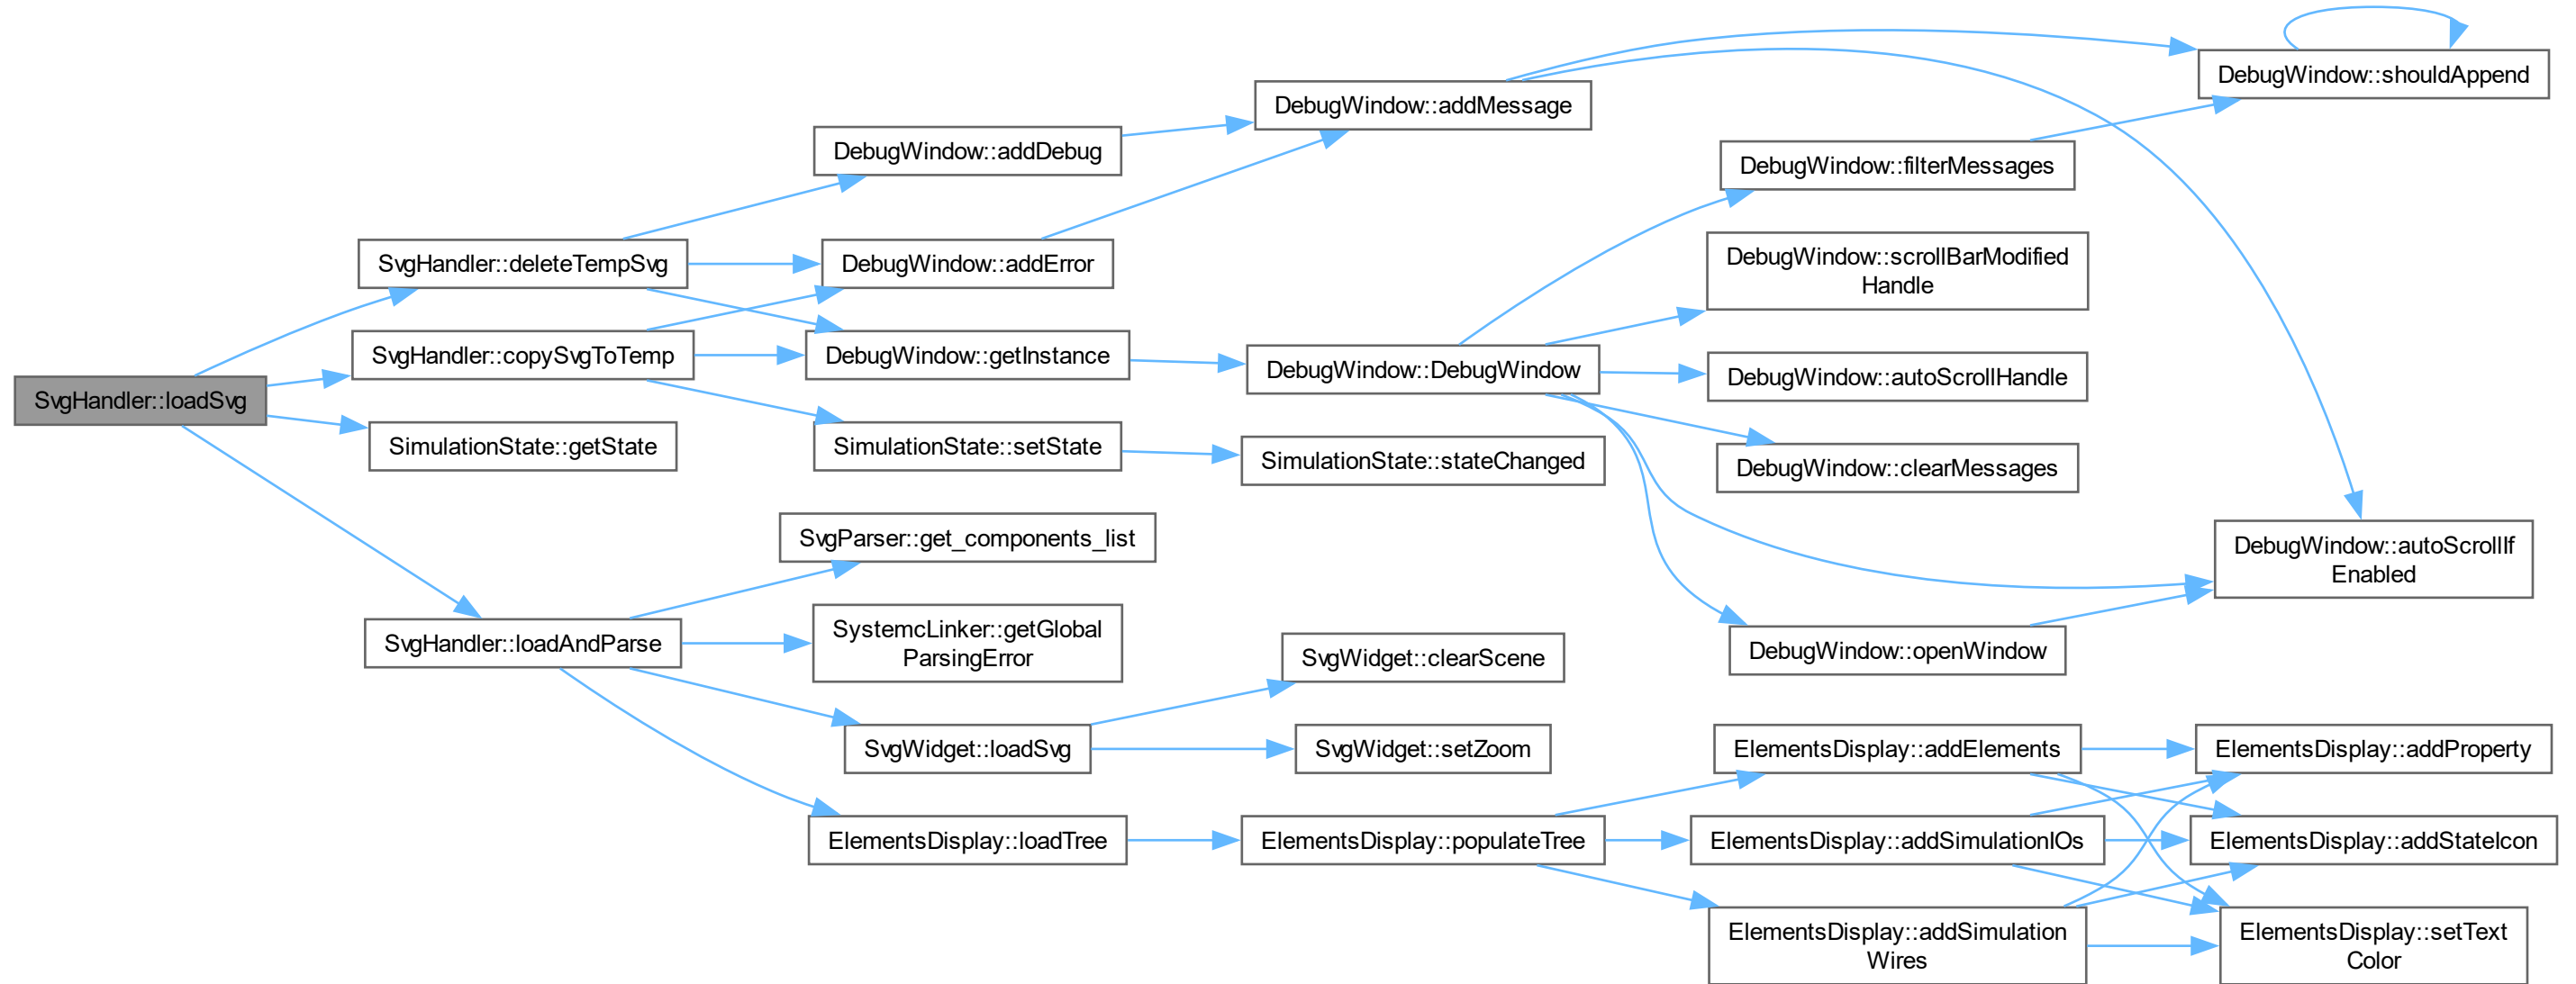 SvgHandler::loadSvg
SvgHandler::deleteTempSvg
SvgHandler::copySvgToTemp
SimulationState::getState
SvgHandler::loadAndParse
DebugWindow::addDebug
DebugWindow::addError
DebugWindow::getInstance
SimulationState::setState
SvgParser::get_components_list
SystemcLinker::getGlobal
ParsingError
SvgWidget::loadSvg
ElementsDisplay::loadTree
DebugWindow::addMessage
DebugWindow::DebugWindow
SimulationState::stateChanged
SvgWidget::clearScene
SvgWidget::setZoom
ElementsDisplay::populateTree
DebugWindow::filterMessages
DebugWindow::scrollBarModified
Handle
DebugWindow::autoScrollHandle
DebugWindow::clearMessages
DebugWindow::openWindow
ElementsDisplay::addElements
ElementsDisplay::addSimulationIOs
ElementsDisplay::addSimulation
Wires
DebugWindow::shouldAppend
DebugWindow::autoScrollIf
Enabled
ElementsDisplay::addProperty
ElementsDisplay::addStateIcon
ElementsDisplay::setText
Color